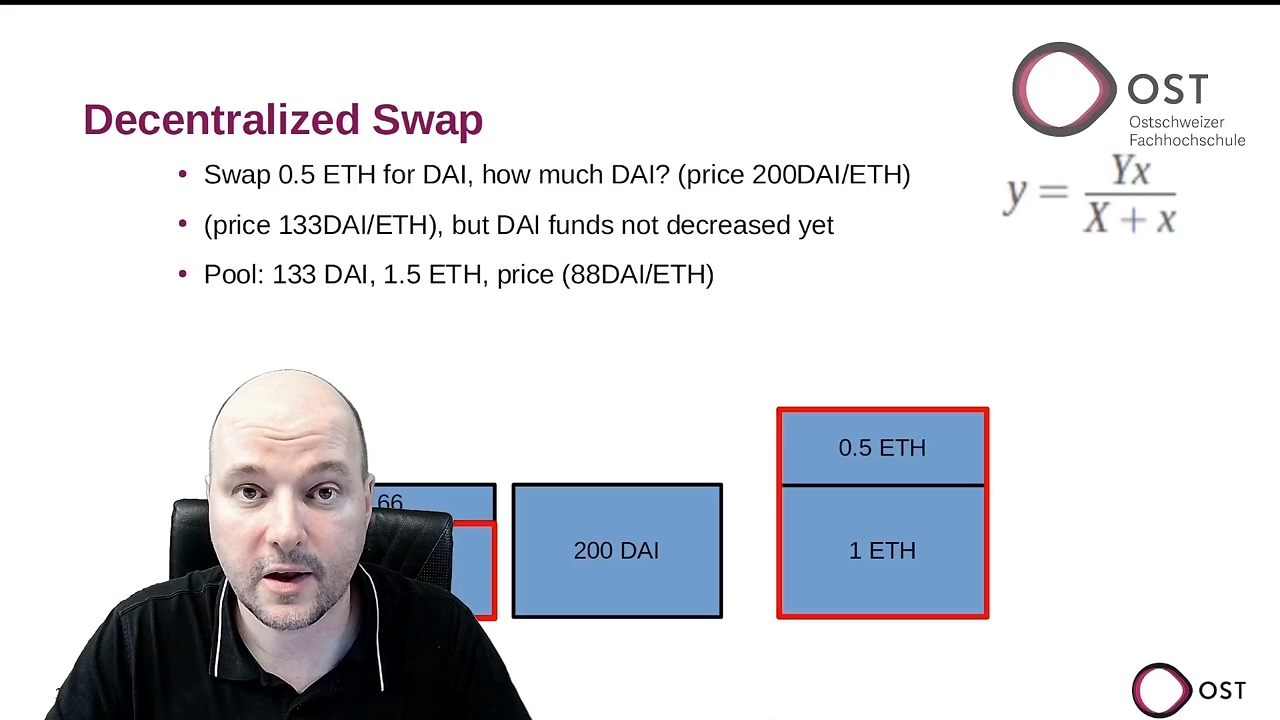 OST
Ostschweizer
Fachhochschule
Decentralized Swap
• Swap 0.5 ETH for DAI, how much DAI? (price 200DAI/ETH)
• (price 133DAI/ETH), but DAI funds not decreased yet
• Pool: 133 DAI, 1.5 ETH, price (88DAI/ETH)
y = Yx / X + x
0.5 ETH
66
200 DAI
1 ETH
OST